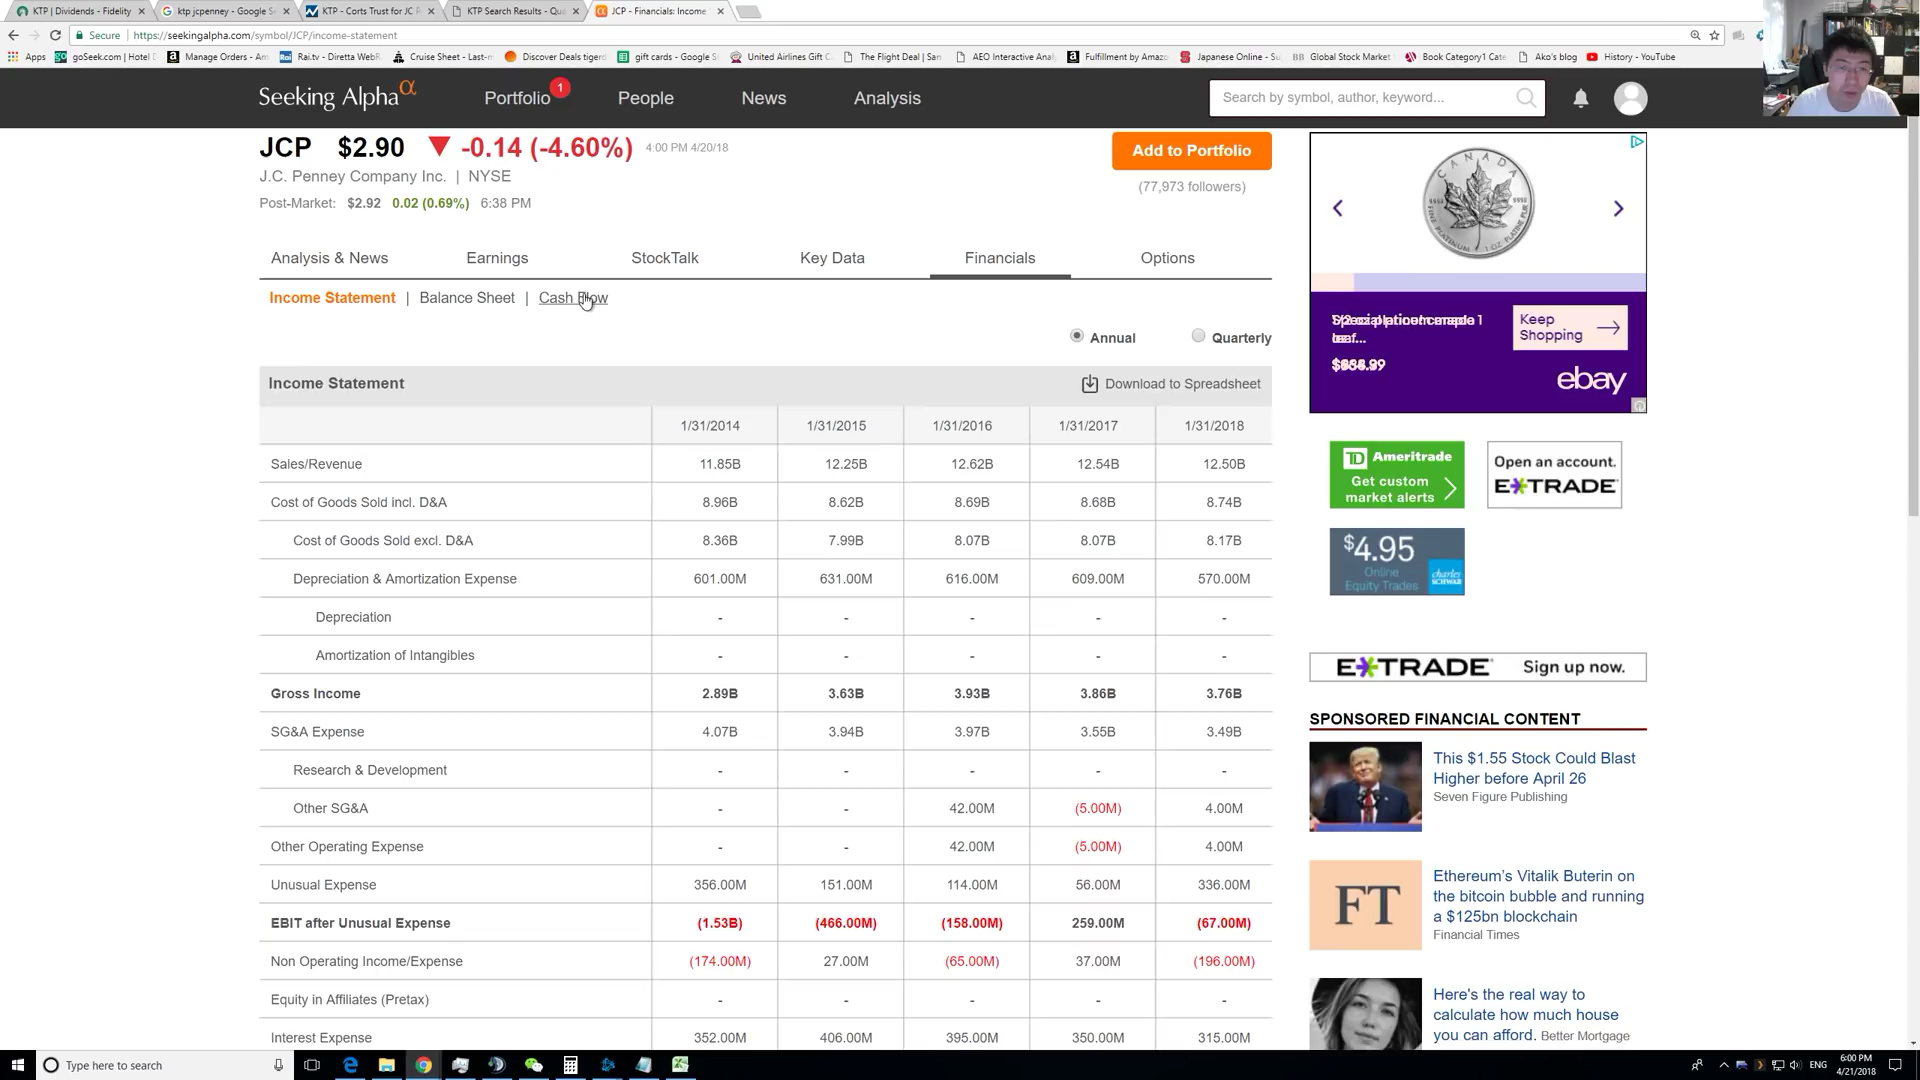 KTP | Dividends - Fidelity
ktp jcpenney - Google S
KTP - Corts Trust for JC P
KTP Search Results - Qu
JCP - Financials: Income
Secure | https://seekingalpha.com/symbol/JCP/income-statement
Apps goSeek.com | Hotel Manage Orders - Am Rai.tv - Diretta WebR Cruise Sheet - Last-m Discover Deals tigerd gift cards - Google S United Airlines Gift C The Flight Deal | San AEO Interactive Anal Fulfillment by Amazo Japanese Online - Su BB Global Stock Market Book Category1 Cate Ako's blog History - YouTube
Seeking Alpha α Portfolio 1 People News Analysis Search by symbol, author, keyword...
JCP $2.90 ▼ -0.14 (-4.60%) 4:00 PM 4/20/18
J.C. Penney Company Inc. | NYSE
Post-Market: $2.92 0.02 (0.69%) 6:38 PM
Add to Portfolio
(77,973 followers)
Analysis & News Earnings StockTalk Key Data Financials Options
Income Statement | Balance Sheet | Cash Flow
Annual Quarterly
Income Statement Download to Spreadsheet
1/31/2014 1/31/2015 1/31/2016 1/31/2017 1/31/2018
Sales/Revenue 11.85B 12.25B 12.62B 12.54B 12.50B
Cost of Goods Sold incl. D&A 8.96B 8.62B 8.69B 8.68B 8.74B
Cost of Goods Sold excl. D&A 8.36B 7.99B 8.07B 8.07B 8.17B
Depreciation & Amortization Expense 601.00M 631.00M 616.00M 609.00M 570.00M
Depreciation - - - - -
Amortization of Intangibles - - - - -
Gross Income 2.89B 3.63B 3.93B 3.86B 3.76B
SG&A Expense 4.07B 3.94B 3.97B 3.55B 3.49B
Research & Development - - - - -
Other SG&A - - 42.00M (5.00M) 4.00M
Other Operating Expense - - 42.00M (5.00M) 4.00M
Unusual Expense 356.00M 151.00M 114.00M 56.00M 336.00M
EBIT after Unusual Expense (1.53B) (466.00M) (158.00M) 259.00M (67.00M)
Non Operating Income/Expense (174.00M) 27.00M (65.00M) 37.00M (196.00M)
Equity in Affiliates (Pretax) - - - - -
Interest Expense 352.00M 406.00M 395.00M 350.00M 315.00M
CANADA
9995 9995
FINE PLATINUM 1 OZ PLATINE PUR
Keep
Shopping
ebay
TD Ameritrade
Get custom
market alerts
Open an account.
E*TRADE
$4.95
Online
Equity Trades
charles
SCHWAB
E*TRADE Sign up now.
SPONSORED FINANCIAL CONTENT
This $1.55 Stock Could Blast
Higher before April 26
Seven Figure Publishing
FT
Ethereum's Vitalik Buterin on
the bitcoin bubble and running
a $125bn blockchain
Financial Times
Here's the real way to
calculate how much house
you can afford. Better Mortgage
Type here to search
ENG
6:00 PM
4/21/2018